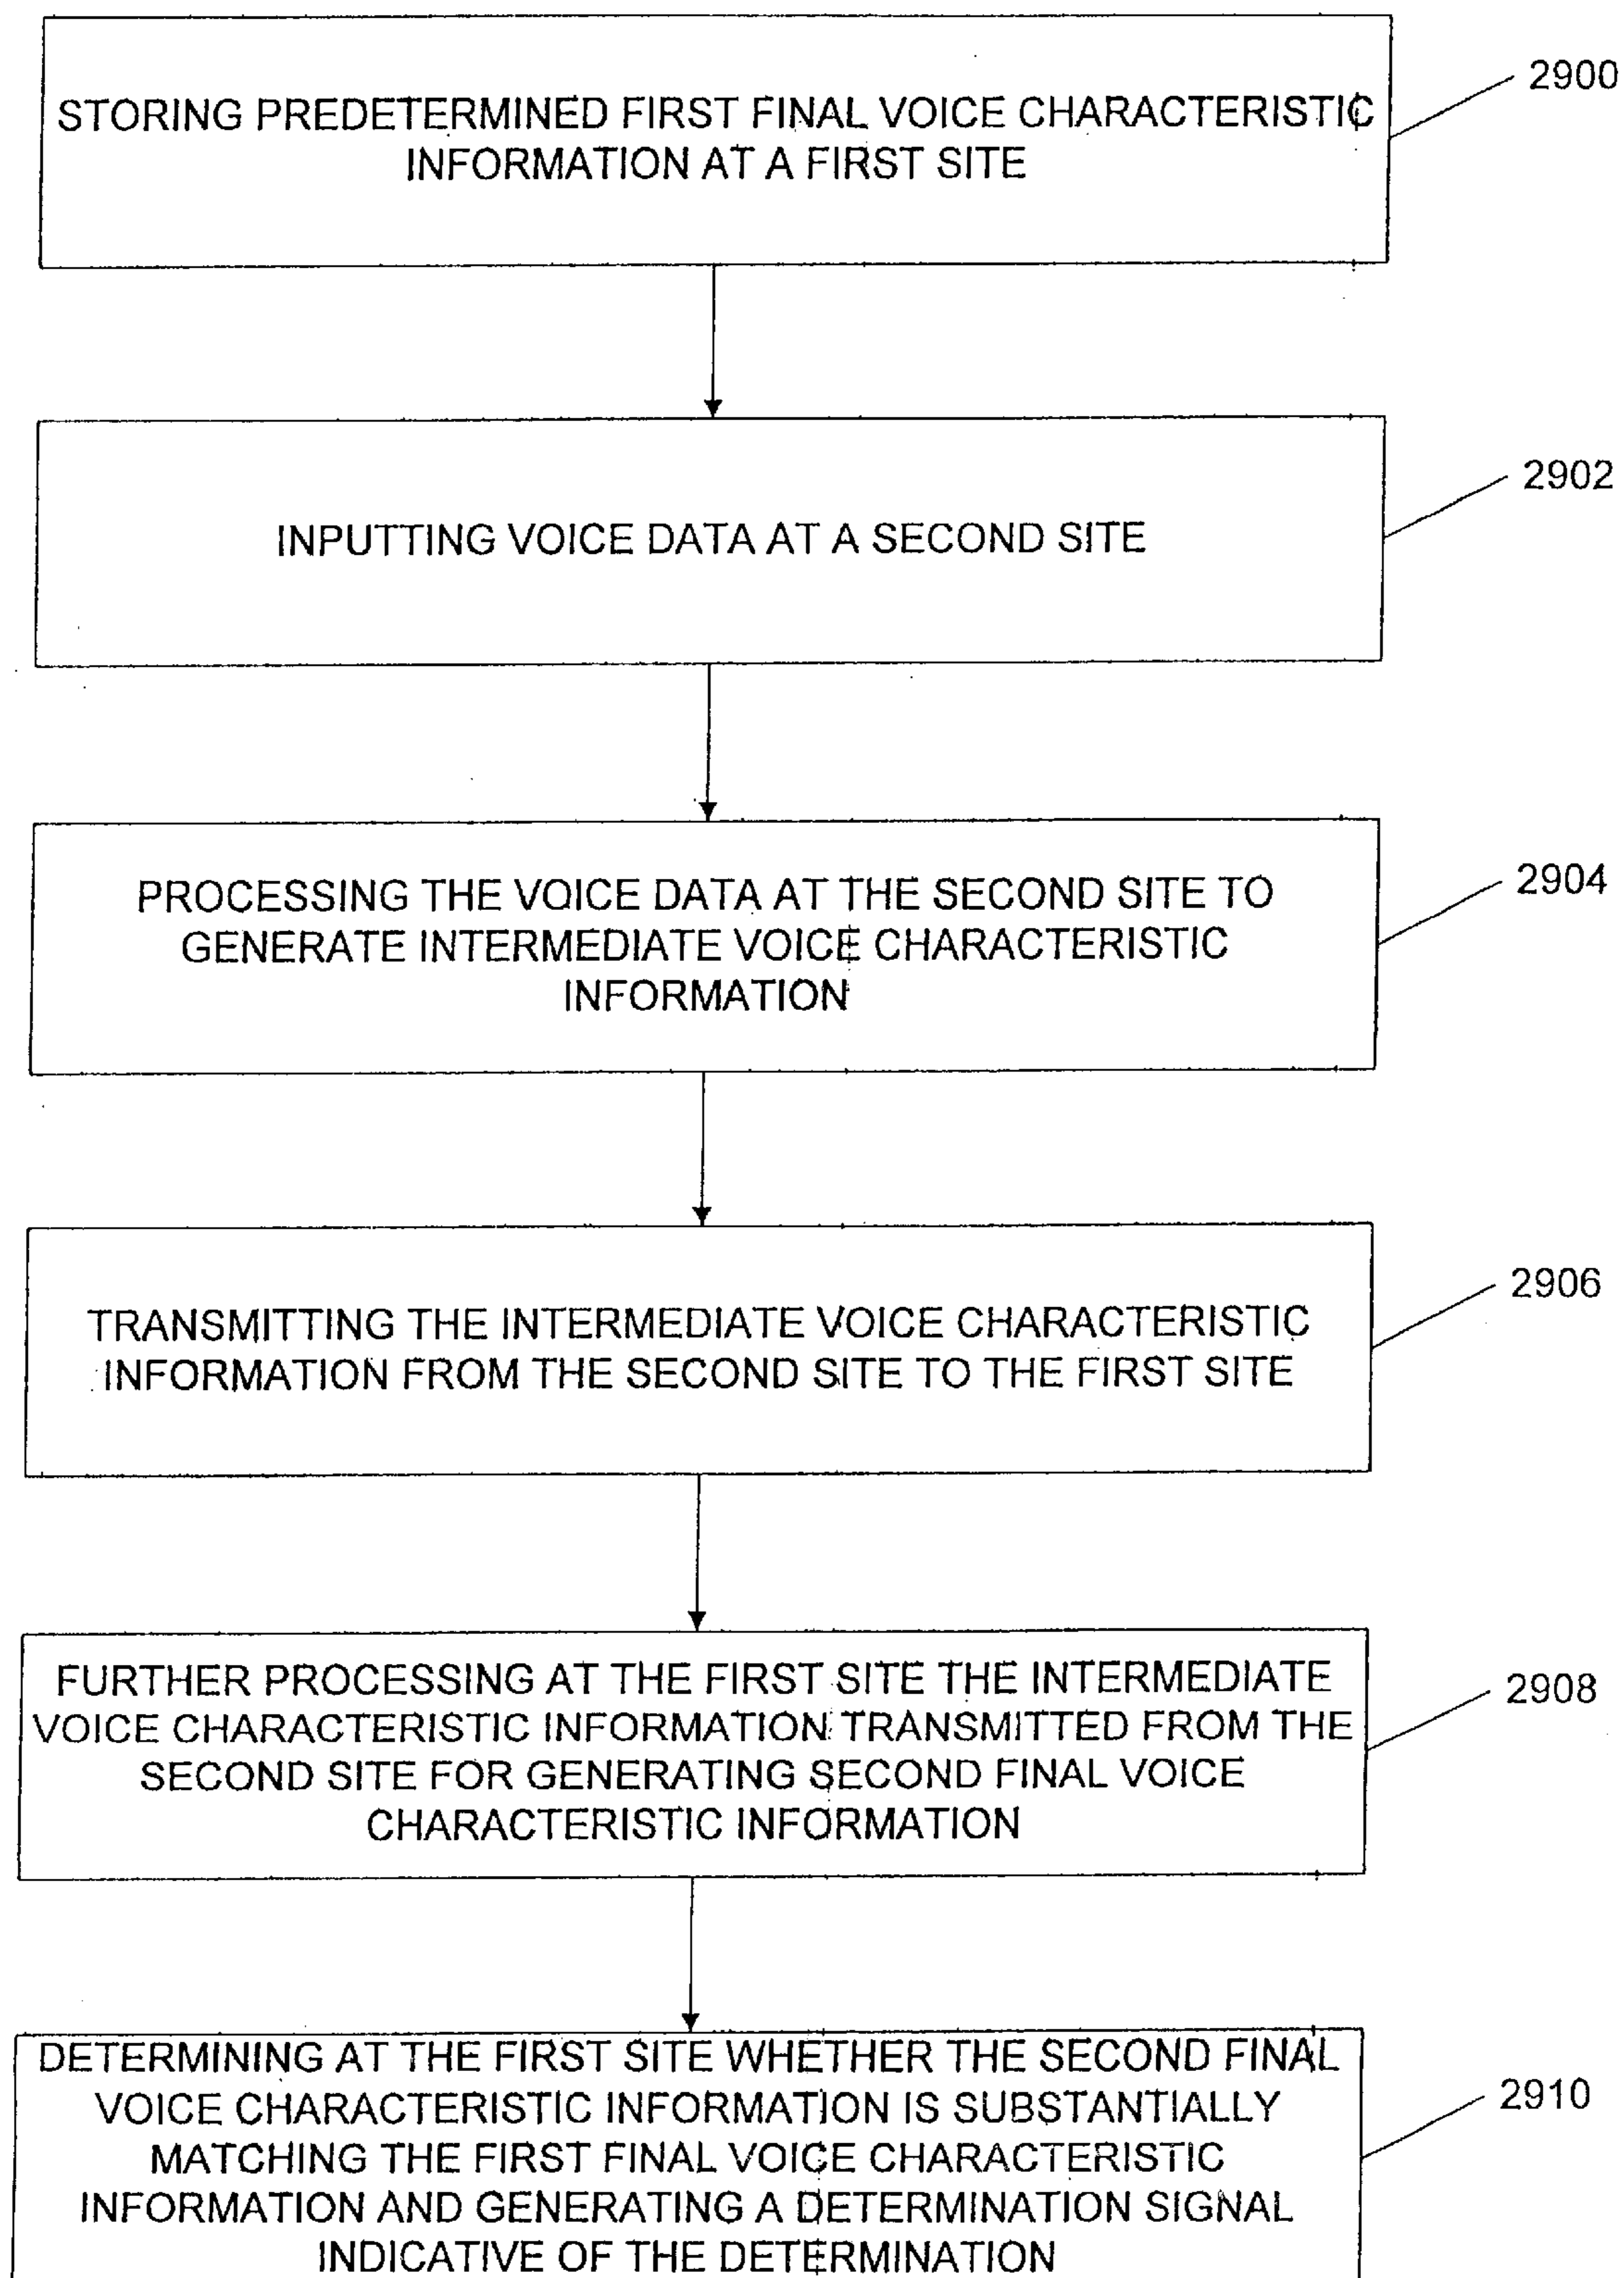 STORING PREDETERMINED FIRST FINAL VOICE CHARACTERISTIC
INFORMATION AT A FIRST SITE
2900
INPUTTING VOICE DATA AT A SECOND SITE
2902
PROCESSING THE VOICE DATA AT THE SECOND SITE TO
GENERATE INTERMEDIATE VOICE CHARACTERISTIC
INFORMATION
2904
TRANSMITTING THE INTERMEDIATE VOICE CHARACTERISTIC
INFORMATION FROM THE SECOND SITE TO THE FIRST SITE
2906
FURTHER PROCESSING AT THE FIRST SITE THE INTERMEDIATE
VOICE CHARACTERISTIC INFORMATION TRANSMITTED FROM THE
SECOND SITE FOR GENERATING SECOND FINAL VOICE
CHARACTERISTIC INFORMATION
2908
DETERMINING AT THE FIRST SITE WHETHER THE SECOND FINAL
VOICE CHARACTERISTIC INFORMATION IS SUBSTANTIALLY
MATCHING THE FIRST FINAL VOICE CHARACTERISTIC
INFORMATION AND GENERATING A DETERMINATION SIGNAL
INDICATIVE OF THE DETERMINATION
2910